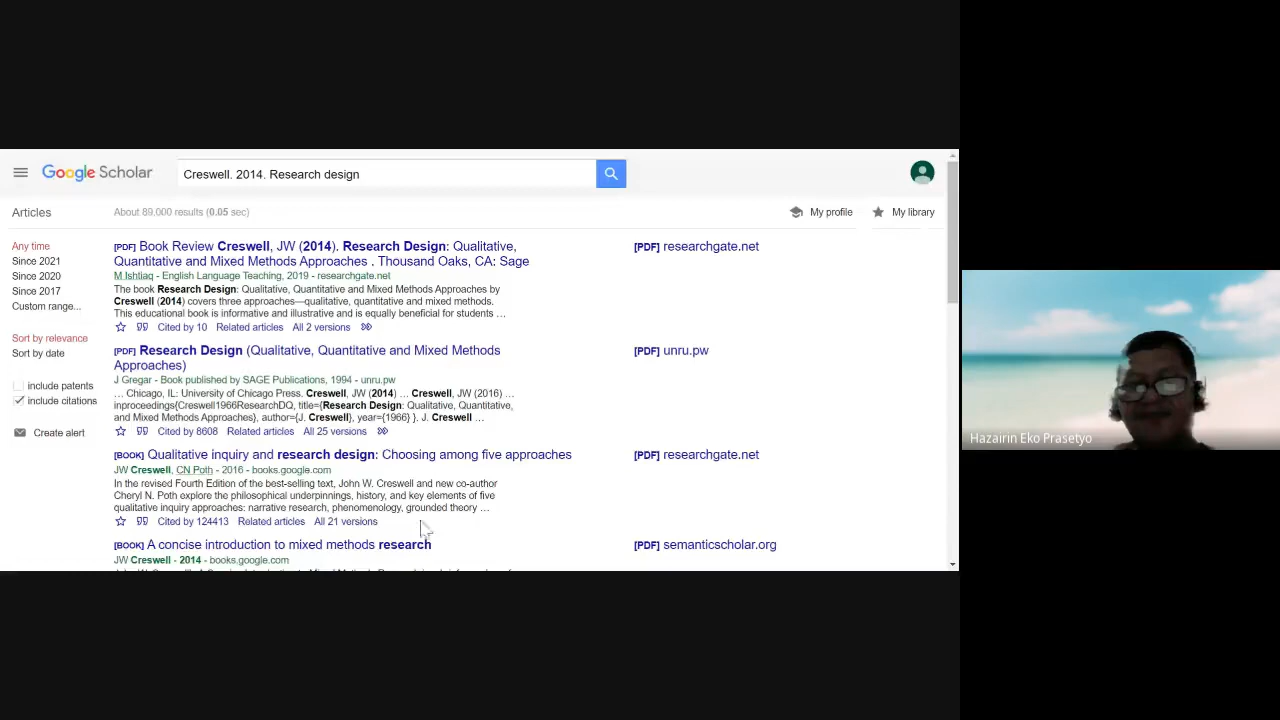 Google Scholar
Creswell. 2014. Research design
Articles
About 89,000 results (0.05 sec)
My profile
My library
Any time
Since 2021
Since 2020
Since 2017
Custom range...
Sort by relevance
Sort by date
include patents
include citations
Create alert
[PDF] Book Review Creswell, JW (2014). Research Design: Qualitative,
Quantitative and Mixed Methods Approaches . Thousand Oaks, CA: Sage
M Ishtiaq - English Language Teaching, 2019 - researchgate.net
The book Research Design: Qualitative, Quantitative and Mixed Methods Approaches by
Creswell (2014) covers three approaches—qualitative, quantitative and mixed methods.
This educational book is informative and illustrative and is equally beneficial for students ...
Cited by 10 Related articles All 2 versions
[PDF] researchgate.net
[PDF] Research Design (Qualitative, Quantitative and Mixed Methods
Approaches)
J Gregar - Book published by SAGE Publications, 1994 - unru.pw
... Chicago, IL: University of Chicago Press. Creswell, JW (2014) ... Creswell, JW (2016) ...
inproceedings{Creswell1966ResearchDQ, title={Research Design: Qualitative, Quantitative,
and Mixed Methods Approaches}, author={J. Creswell}, year={1966} }. J. Creswell ...
Cited by 8608 Related articles All 25 versions
[PDF] unru.pw
[BOOK] Qualitative inquiry and research design: Choosing among five approaches
JW Creswell, CN Poth - 2016 - books.google.com
In the revised Fourth Edition of the best-selling text, John W. Creswell and new co-author
Cheryl N. Poth explore the philosophical underpinnings, history, and key elements of five
qualitative inquiry approaches: narrative research, phenomenology, grounded theory ...
Cited by 124413 Related articles All 21 versions
[PDF] researchgate.net
[BOOK] A concise introduction to mixed methods research
JW Creswell - 2014 - books.google.com
[PDF] semanticscholar.org
Hazairin Eko Prasetyo